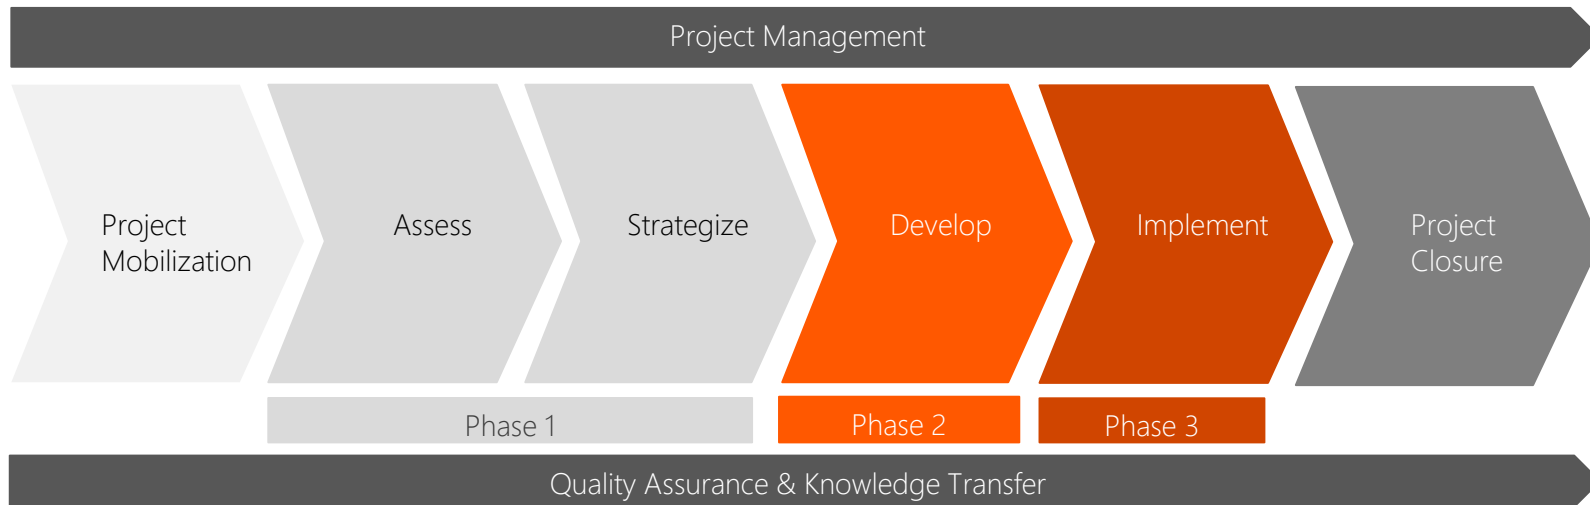 Project Management
Project
Mobilization
Assess
Strategize
Develop
Implement
Project
Closure
Phase 1
Phase 2
Phase 3
Quality Assurance & Knowledge Transfer